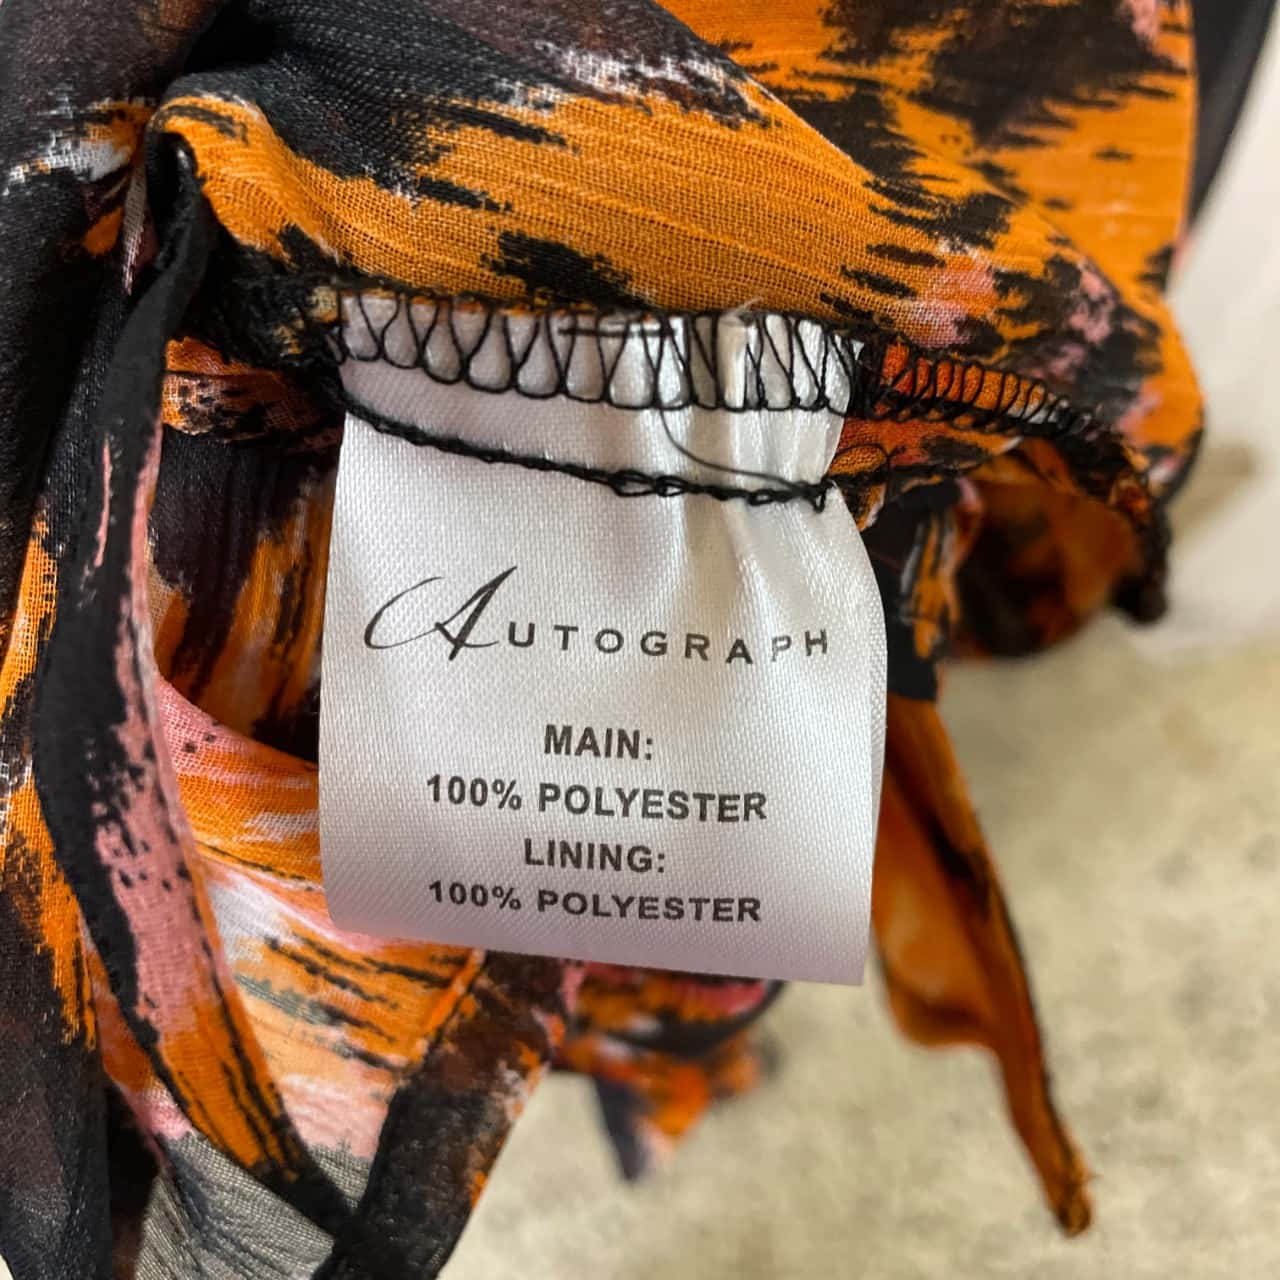 AUTOGRAPH
MAIN:
100% POLYESTER
LINING:
100% POLYESTER